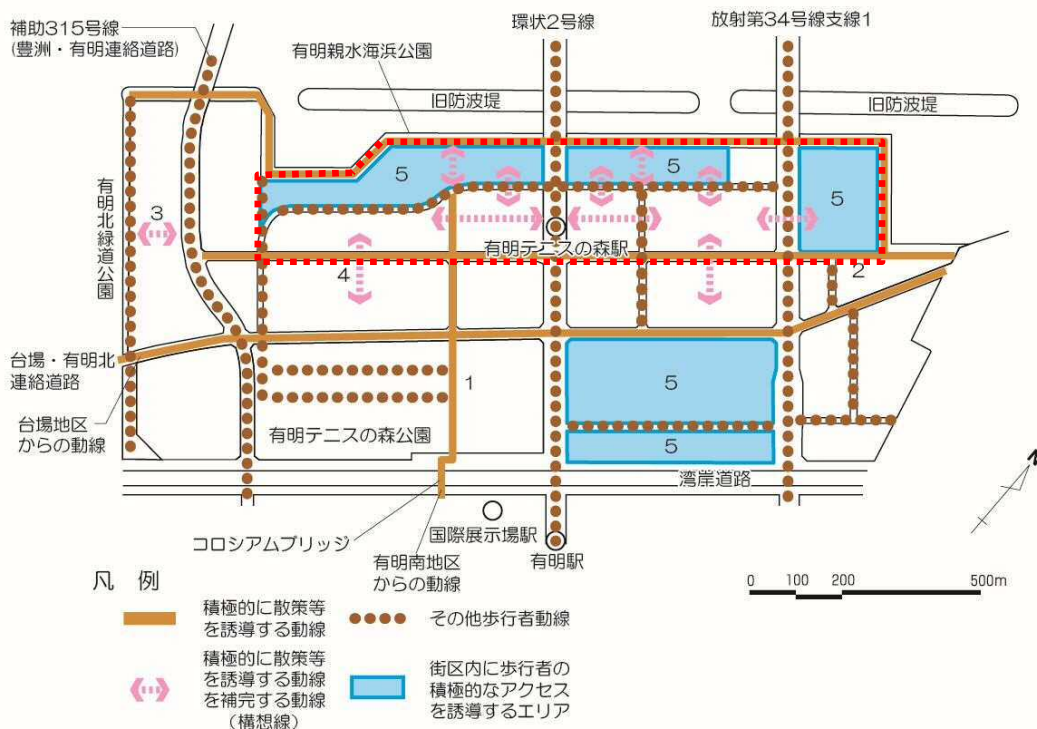 補助315号線
(豊洲・有明連絡道路)
環状2号線
放射第34号線支線1
有明親水海浜公園
旧防波堤
旧防波堤
有明北緑道公園
3
5
5
5
有明テニスの森駅
4
2
台場・有明北
連絡道路
台場地区
からの動線
1
5
5
有明テニスの森公園
湾岸道路
N
コロシアムブリッジ
国際展示場駅
有明南地区
からの動線
有明駅
0 100 200 500m
凡 例
積極的に散策等
を誘導する動線
その他歩行者動線
積極的に散策等
を誘導する動線
を補完する動線
(構想線)
街区内に歩行者の
積極的なアクセス
を誘導するエリア